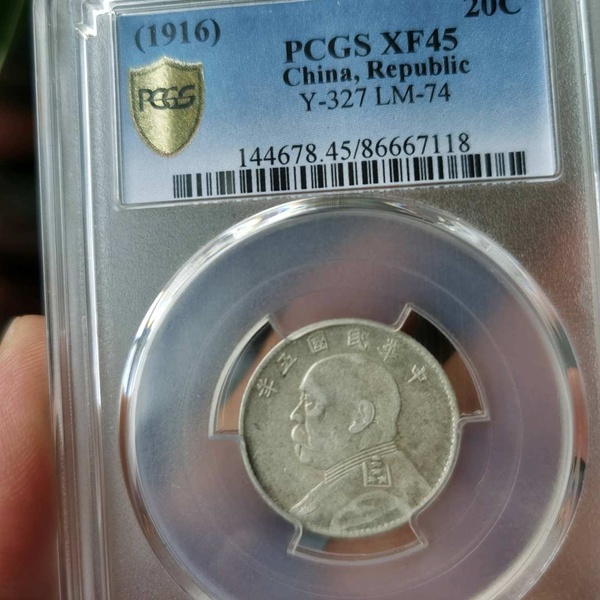 (1916)
20C
PCGS XF45
China, Republic
Y-327 LM-74
PCGS
144678.45/86667118
年五國民華中